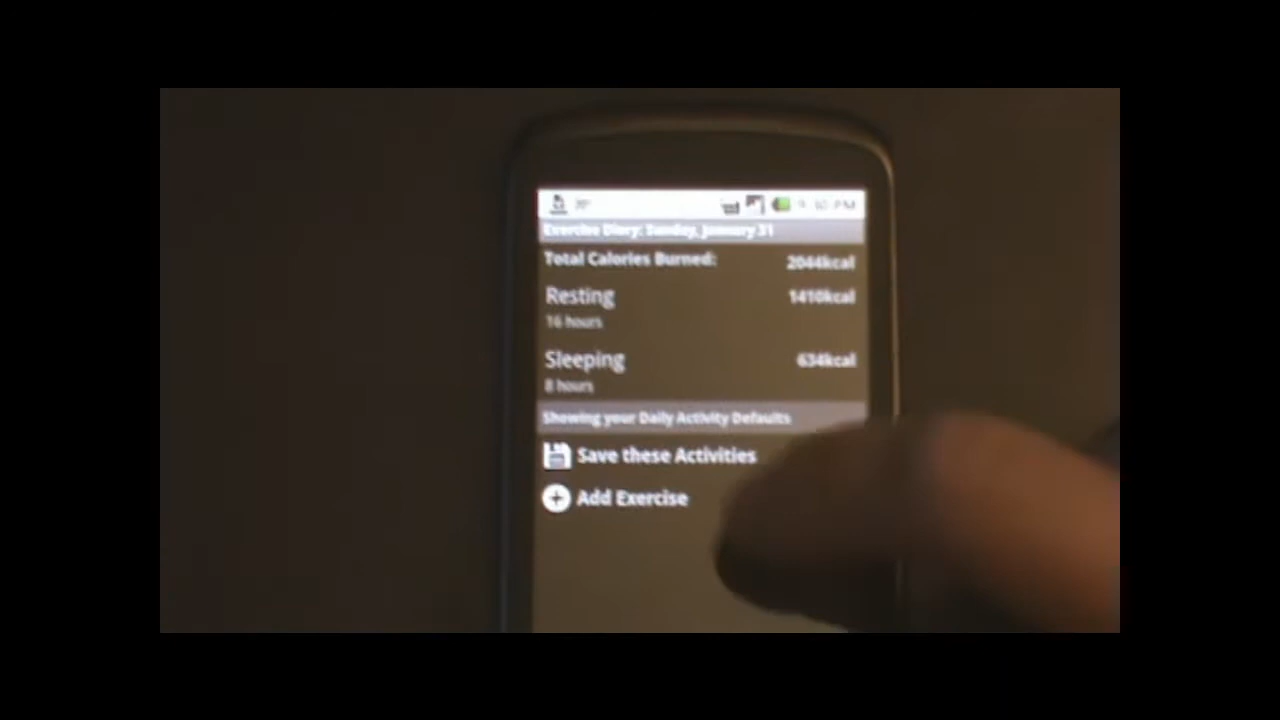 Exercise Diary: Sunday, January 31
Total Calories Burned: 2044kcal
Resting 1410kcal
16 hours
Sleeping 634kcal
8 hours
Showing your Daily Activity Defaults
Save these Activities
Add Exercise